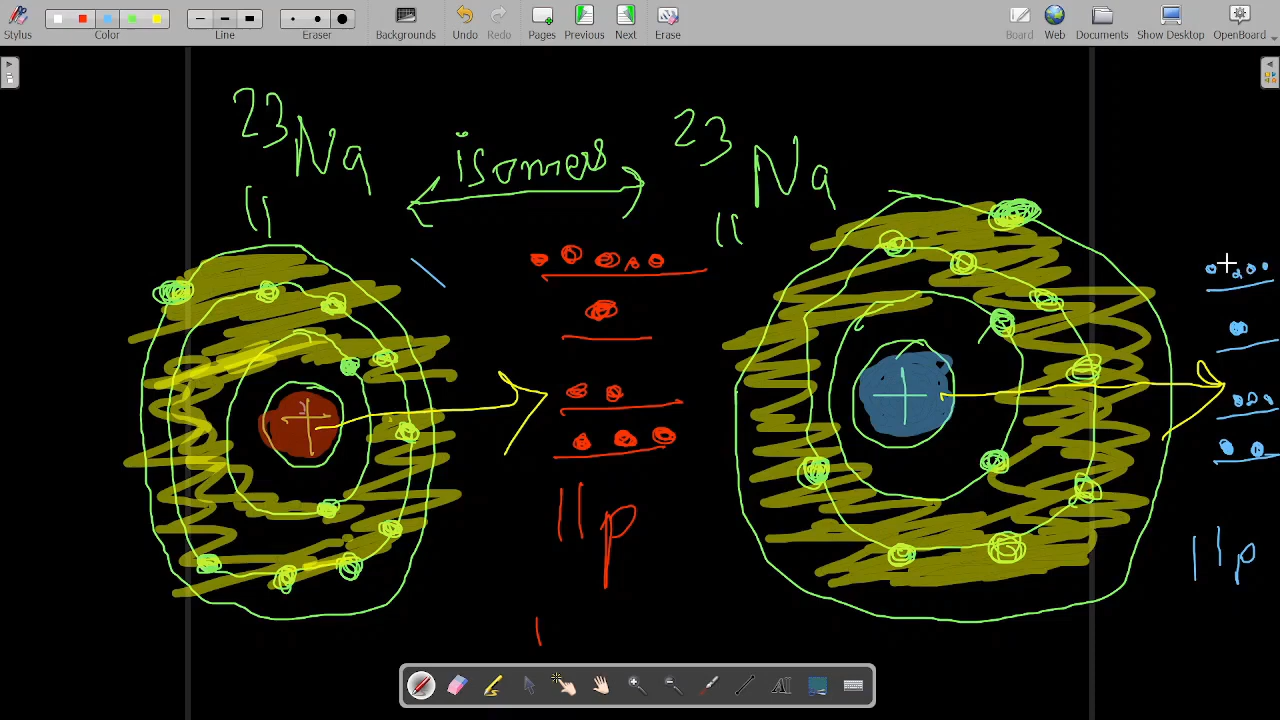 Stylus Color Line Eraser Backgrounds Undo Redo Pages Previous Next Erase Board Web Documents Show Desktop OpenBoard
23 Na 11
isomers
23 Na 11
+
+
11p
11p
AI